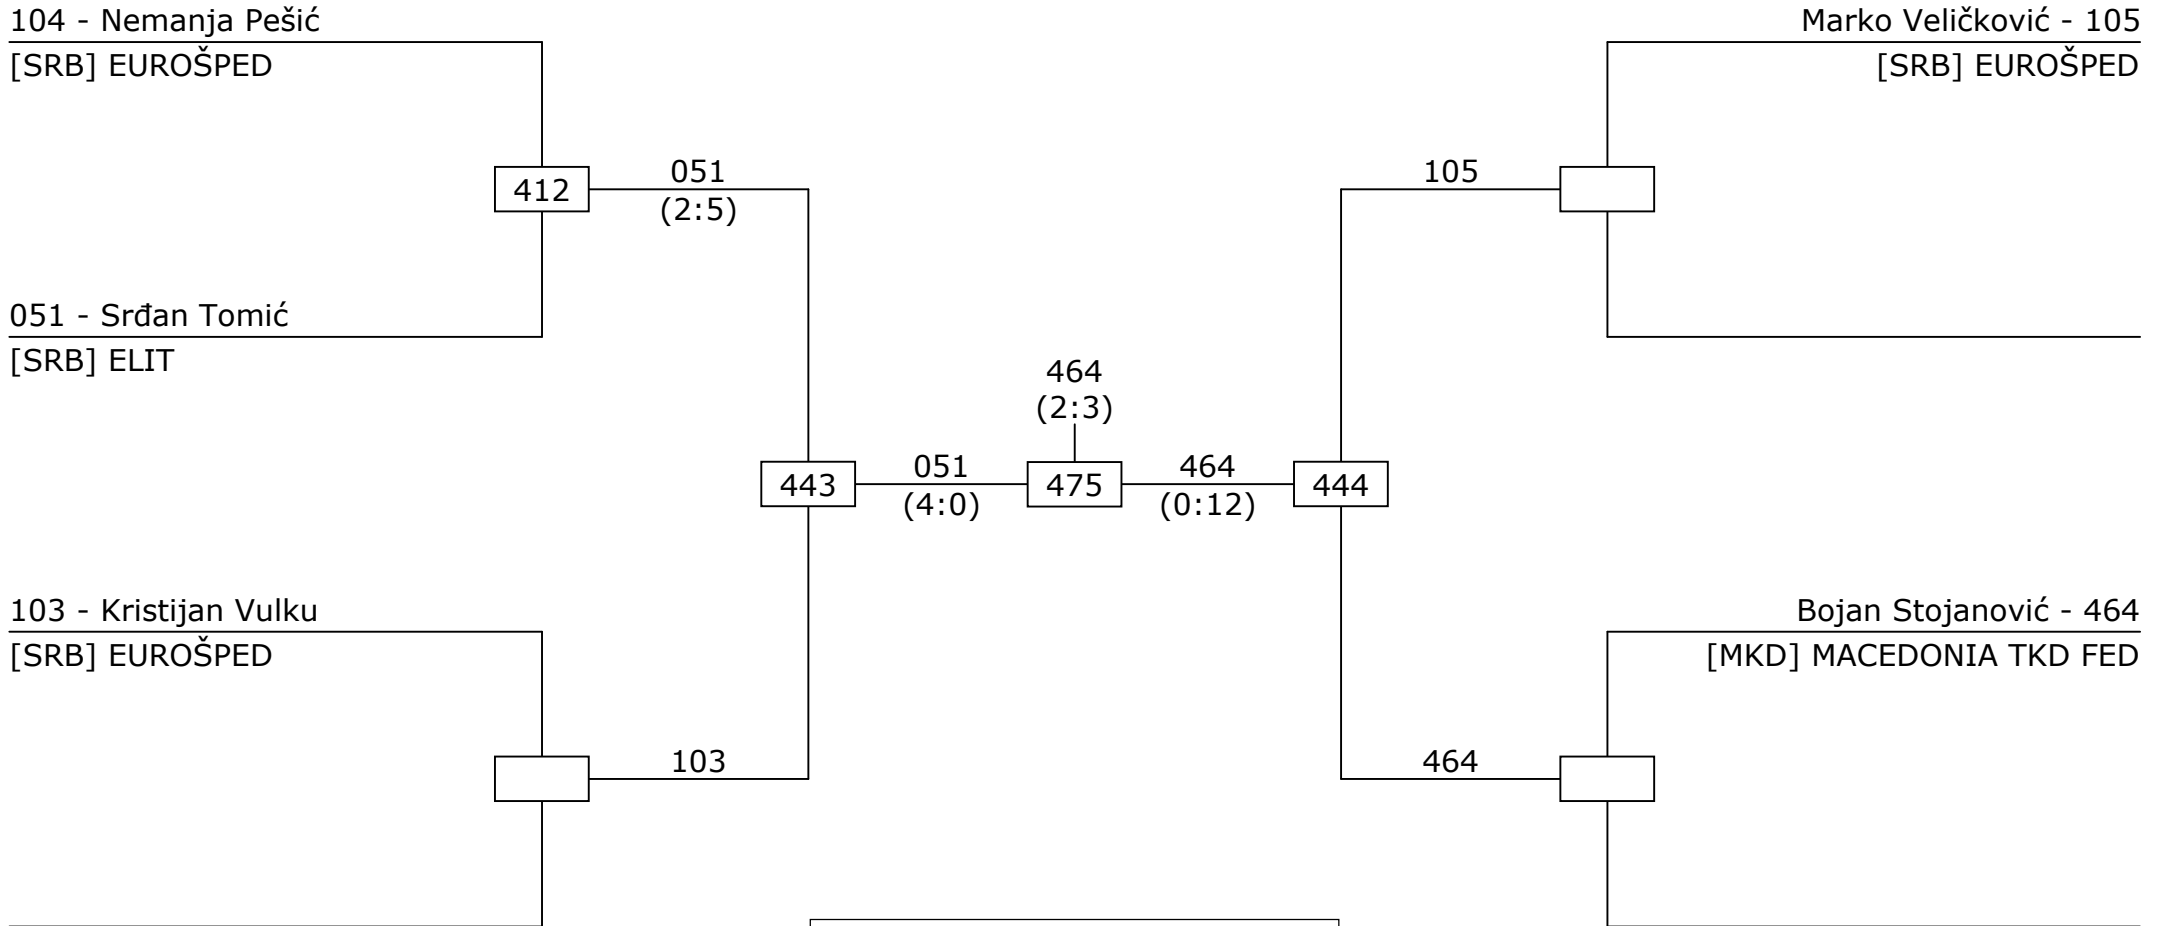 104 - Nemanja Pešić
[SRB] EUROŠPED
Marko Veličković - 105
[SRB] EUROŠPED
412
051
(2:5)
105
051 - Srđan Tomić
[SRB] ELIT
464
(2:3)
443
051
(4:0)
475
464
(0:12)
444
103 - Kristijan Vulku
[SRB] EUROŠPED
Bojan Stojanović - 464
[MKD] MACEDONIA TKD FED
103
464